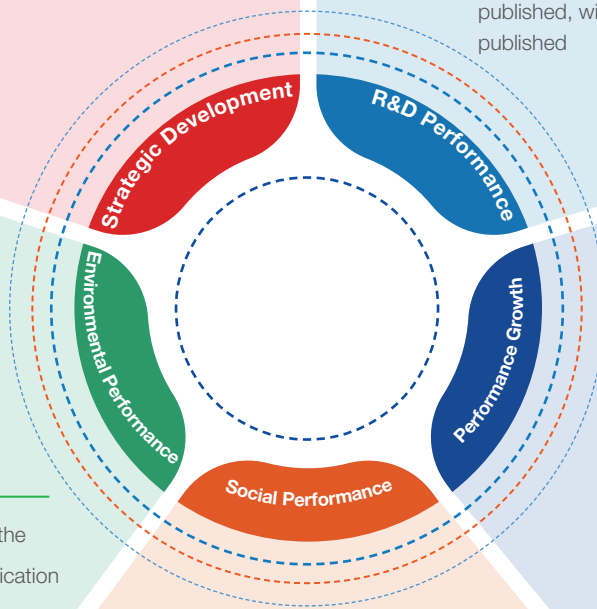 published, wi
published
Strategic Development
R&D Performance
Environmental Performance
Performance Growth
Social Performance
the
ication